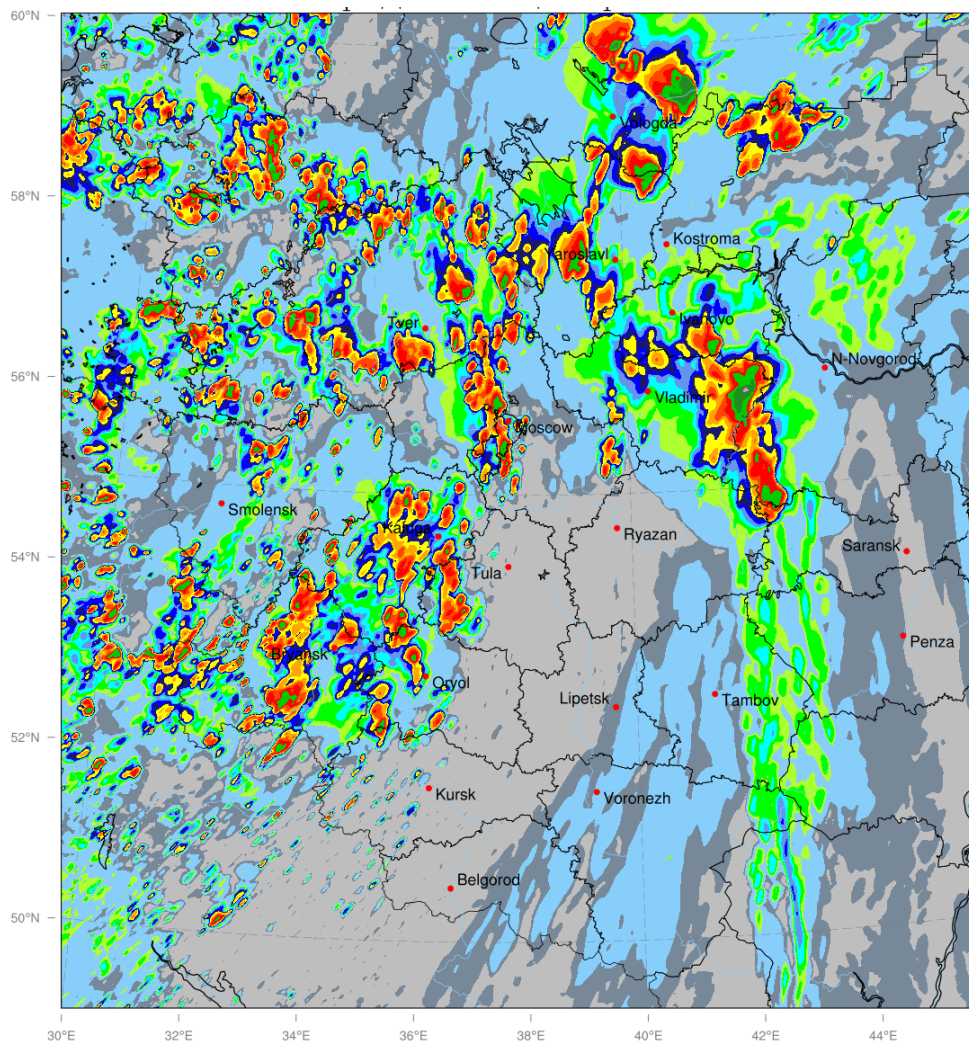 60°N
Vologda
58°N
Kostroma
aroslavl
Tver
Ivanovo
N-Novgorod
56°N
Vladimir
Moscow
Smolensk
Kaluga
Ryazan
54°N
Saransk
Tula
Penza
Bryansk
Oryol
Lipetsk
Tambov
52°N
Kursk
Voronezh
Belgorod
50°N
30°E 32°E 34°E 36°E 38°E 40°E 42°E 44°E